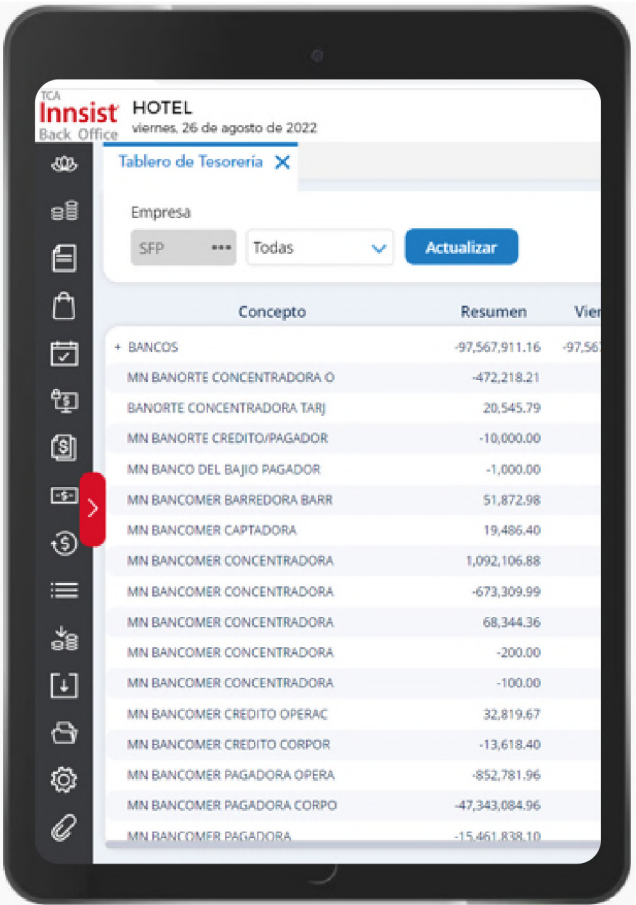 TCA
Innsist
Back Office
HOTEL
viernes, 26 de agosto de 2022
Tablero de Tesorería
Empresa
SFP ••• Todas Actualizar
Concepto Resumen Vier
+ BANCOS -97,567,911.16 -97,567
MN BANORTE CONCENTRADORA O -472,218.21
BANORTE CONCENTRADORA TARJ 20,545.79
MN BANORTE CREDITO/PAGADOR -10,000.00
MN BANCO DEL BAJIO PAGADOR -1,000.00
MN BANCOMER BARREDORA BARR 51,872.98
MN BANCOMER CAPTADORA 19,486.40
MN BANCOMER CONCENTRADORA 1,092,106.88
MN BANCOMER CONCENTRADORA -673,309.99
MN BANCOMER CONCENTRADORA 68,344.36
MN BANCOMER CONCENTRADORA -200.00
MN BANCOMER CONCENTRADORA -100.00
MN BANCOMER CREDITO OPERAC 32,819.67
MN BANCOMER CREDITO CORPOR -13,618.40
MN BANCOMER PAGADORA OPERA -852,781.96
MN BANCOMER PAGADORA CORPO -47,343,084.96
MN BANCOMER PAGADORA -15,461,838.10